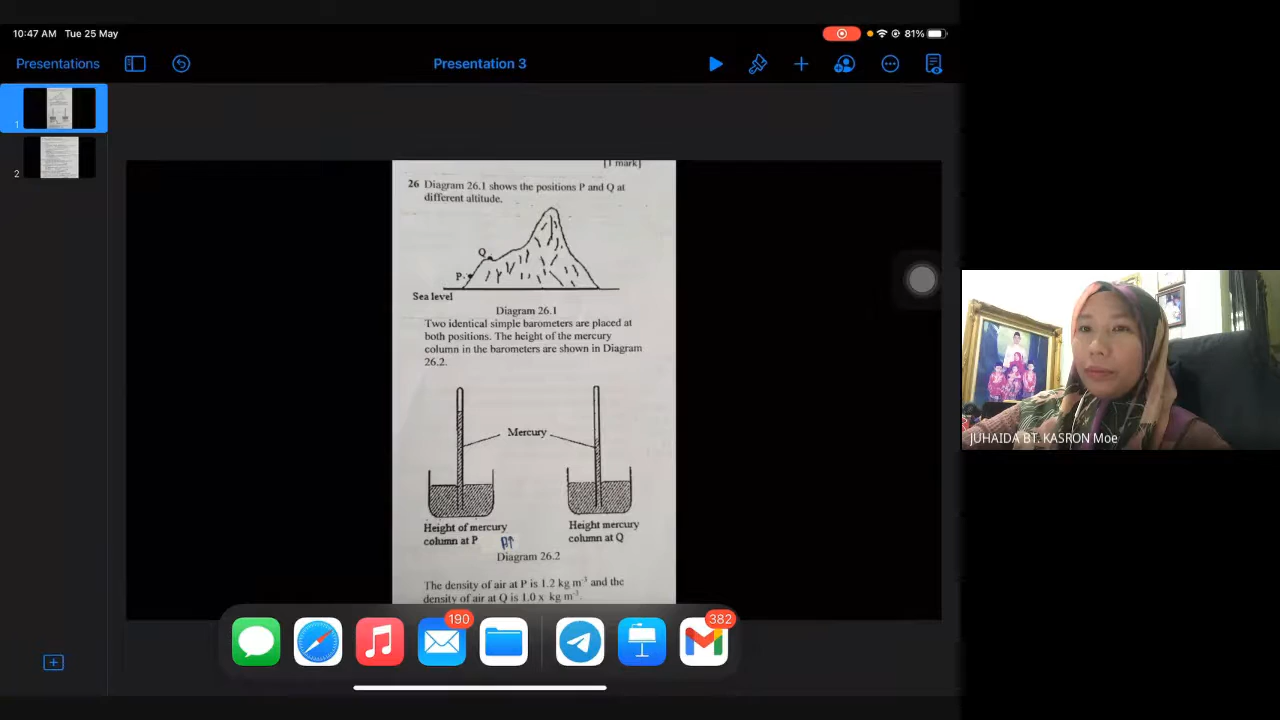 10:47 AM Tue 25 May
81%
Presentations
Presentation 3
1
2
[1 mark]
26 Diagram 26.1 shows the positions P and Q at
different altitude.
Q
P
Sea level
Diagram 26.1
Two identical simple barometers are placed at
both positions. The height of the mercury
column in the barometers are shown in Diagram
26.2.
Mercury
Height of mercury
column at P
Height mercury
column at Q
Diagram 26.2
The density of air at P is 1.2 kg m⁻³ and the
density of air at Q is 1.0 x kg m⁻³.
190
382
JUHAIDA BT. KASRON Moe